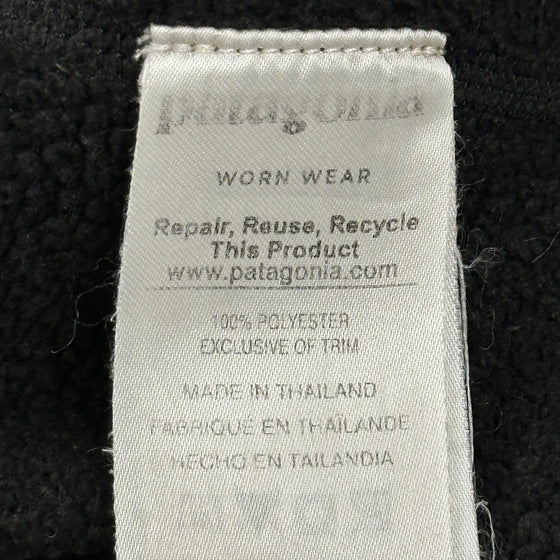 patagonia
WORN WEAR
Repair, Reuse, Recycle
This Product
www.patagonia.com
100% POLYESTER
EXCLUSIVE OF TRIM
MADE IN THAILAND
FABRIQUÉ EN THAÏLANDE
HECHO EN TAILANDIA